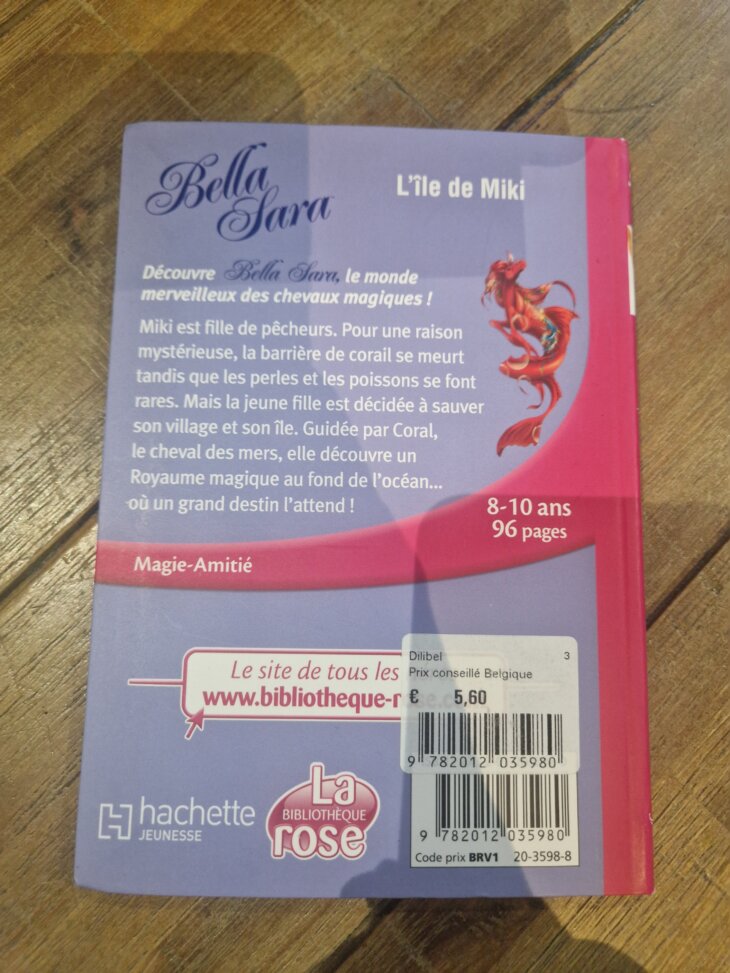 Bella
Sara
L'île de Miki
Découvre Bella Sara, le monde
merveilleux des chevaux magiques !
Miki est fille de pêcheurs. Pour une raison
mystérieuse, la barrière de corail se meurt
tandis que les perles et les poissons se font
rares. Mais la jeune fille est décidée à sauver
son village et son île. Guidée par Coral,
le cheval des mers, elle découvre un
Royaume magique au fond de l'océan...
où un grand destin l'attend !
8-10 ans
96 pages
Magie-Amitié
Le site de tous les
www.bibliotheque-rose.c
Dilibel 3
Prix conseillé Belgique
€ 5,60
9 782012 035980
hachette
JEUNESSE
La
BIBLIOTHÈQUE
rose
9 782012 035980
Code prix BRV1 20-3598-8